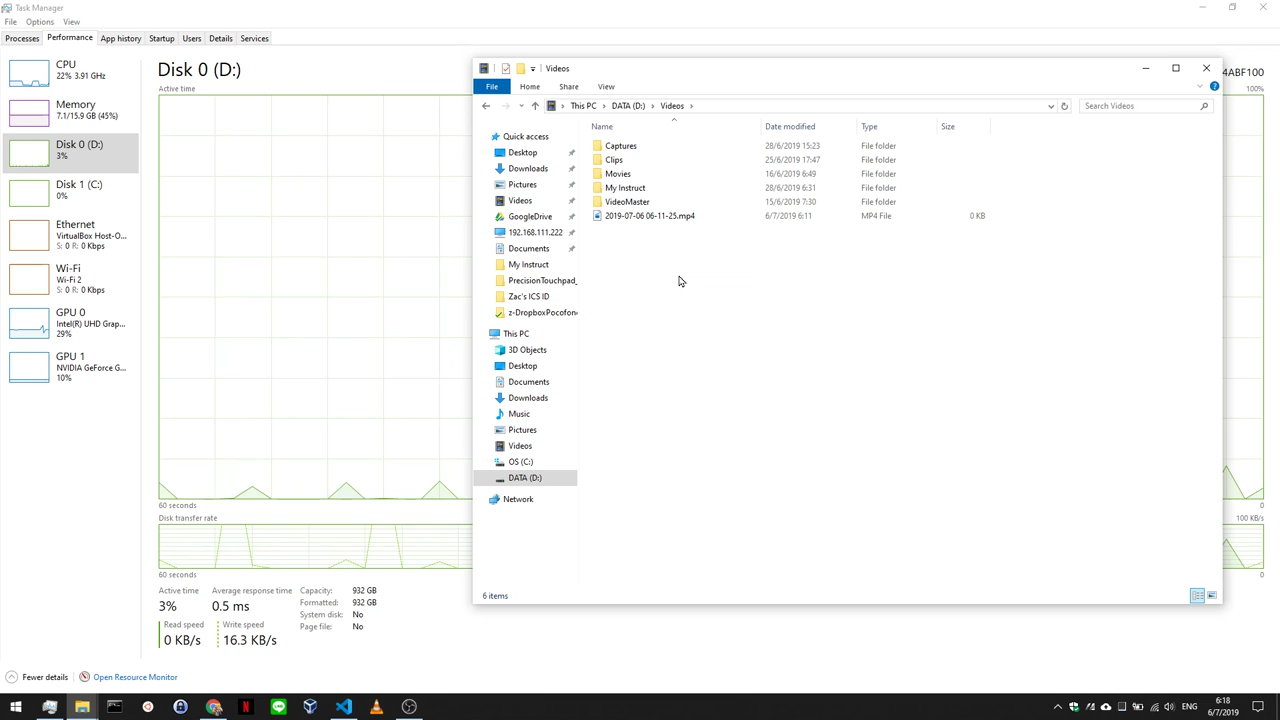 Task Manager
File Options View
Processes Performance App history Startup Users Details Services
CPU
22% 3.91 GHz
Memory
7.1/15.9 GB (45%)
Disk 0 (D:)
3%
Disk 1 (C:)
0%
Ethernet
VirtualBox Host-O...
S: 0 R: 0 Kbps
Wi-Fi
Wi-Fi 2
S: 0 R: 0 Kbps
GPU 0
Intel(R) UHD Grap...
29%
GPU 1
NVIDIA GeForce G...
10%
Disk 0 (D:)
4ABF100
Active time
100%
60 seconds
0
Disk transfer rate
100 KB/s
60 seconds
0
Active time
3%
Average response time
0.5 ms
Read speed
0 KB/s
Write speed
16.3 KB/s
Capacity: 932 GB
Formatted: 932 GB
System disk: No
Page file: No
Fewer details
Open Resource Monitor
Videos
File Home Share View
This PC DATA (D:) Videos
Search Videos
Quick access
Desktop
Downloads
Pictures
Videos
GoogleDrive
192.168.111.222
Documents
My Instruct
PrecisionTouchpad_
Zac's ICS ID
z-DropboxPocofone
This PC
3D Objects
Desktop
Documents
Downloads
Music
Pictures
Videos
OS (C:)
DATA (D:)
Network
Name Date modified Type Size
Captures 28/6/2019 15:23 File folder
Clips 25/6/2019 17:47 File folder
Movies 16/6/2019 6:49 File folder
My Instruct 28/6/2019 6:31 File folder
VideoMaster 15/6/2019 7:30 File folder
2019-07-06 06-11-25.mp4 6/7/2019 6:11 MP4 File 0 KB
6 items
ENG
6:18
6/7/2019